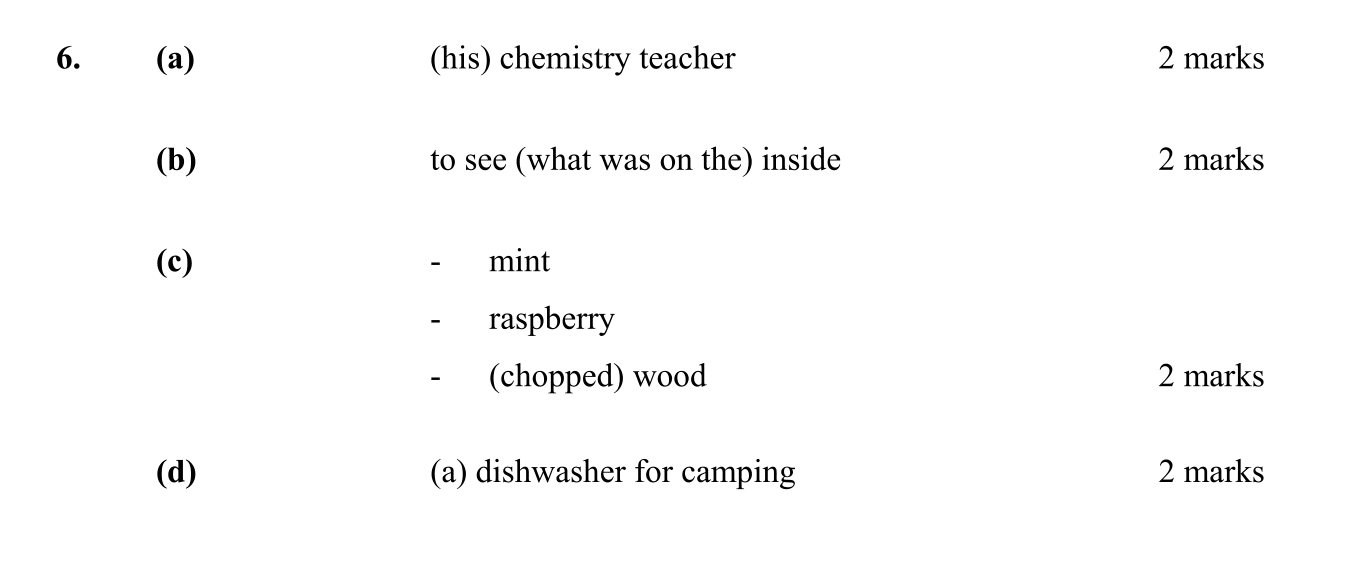 6. (a) (his) chemistry teacher 2 marks
(b) to see (what was on the) inside 2 marks
(c) - mint
- raspberry
- (chopped) wood 2 marks
(d) (a) dishwasher for camping 2 marks